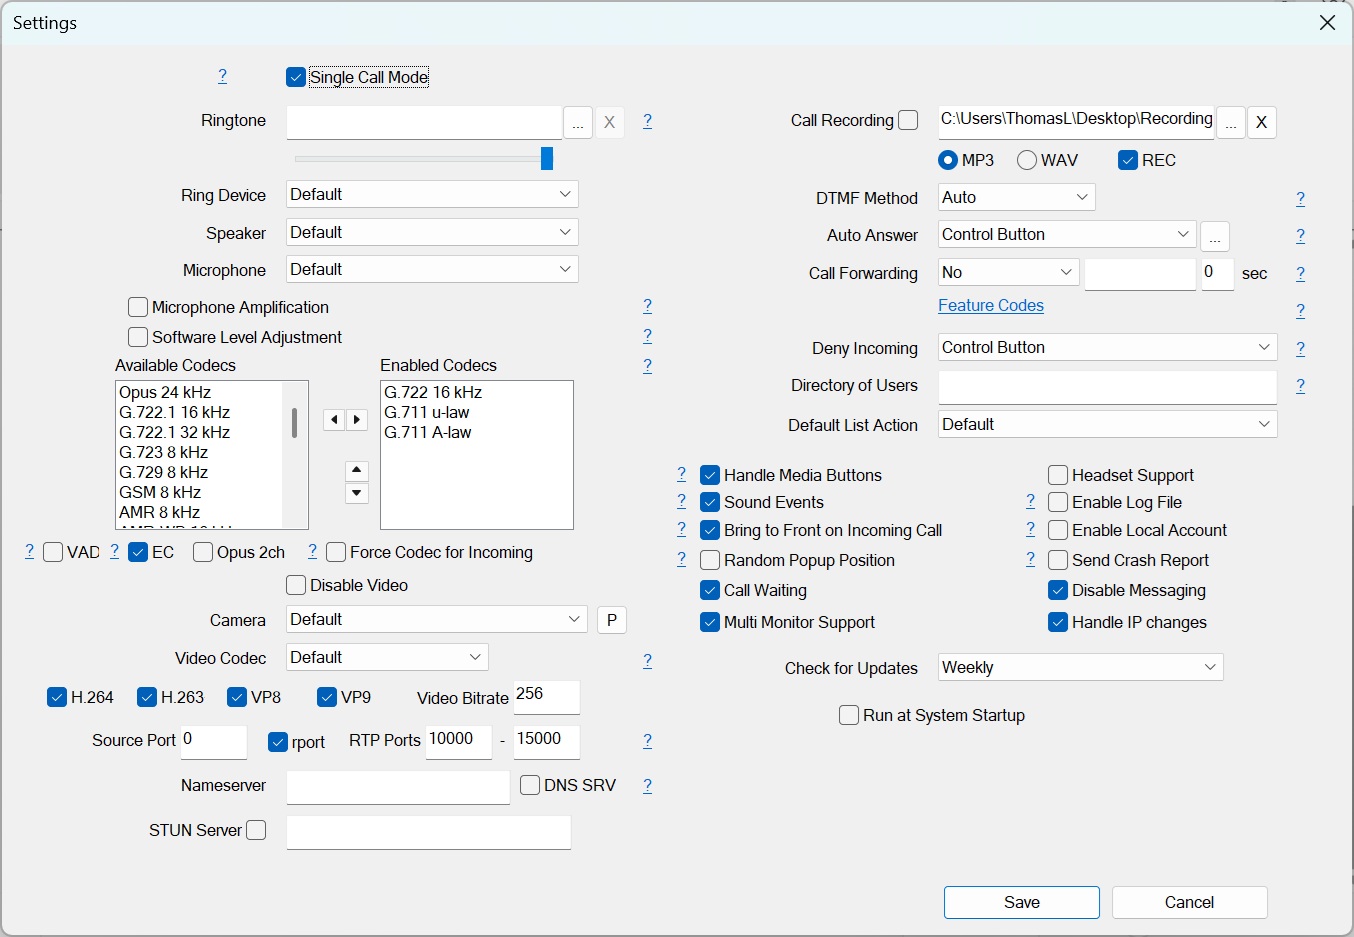 Settings
? Single Call Mode
Ringtone ... X ?
Ring Device Default
Speaker Default
Microphone Default
Microphone Amplification ?
Software Level Adjustment ?
Available Codecs Enabled Codecs ?
Opus 24 kHz
G.722.1 16 kHz
G.722.1 32 kHz
G.723 8 kHz
G.729 8 kHz
GSM 8 kHz
AMR 8 kHz
G.722 16 kHz
G.711 u-law
G.711 A-law
? VAD ? EC Opus 2ch ? Force Codec for Incoming
Disable Video
Camera Default P
Video Codec Default ?
H.264 H.263 VP8 VP9 Video Bitrate 256
Source Port 0 rport RTP Ports 10000 - 15000 ?
Nameserver DNS SRV ?
STUN Server
Call Recording C:\Users\ThomasL\Desktop\Recording ... X
MP3 WAV REC
DTMF Method Auto ?
Auto Answer Control Button ... ?
Call Forwarding No 0 sec ?
Feature Codes ?
Deny Incoming Control Button ?
Directory of Users ?
Default List Action Default
? Handle Media Buttons Headset Support
? Sound Events ? Enable Log File
? Bring to Front on Incoming Call ? Enable Local Account
? Random Popup Position ? Send Crash Report
Call Waiting Disable Messaging
Multi Monitor Support Handle IP changes
Check for Updates Weekly
Run at System Startup
Save Cancel